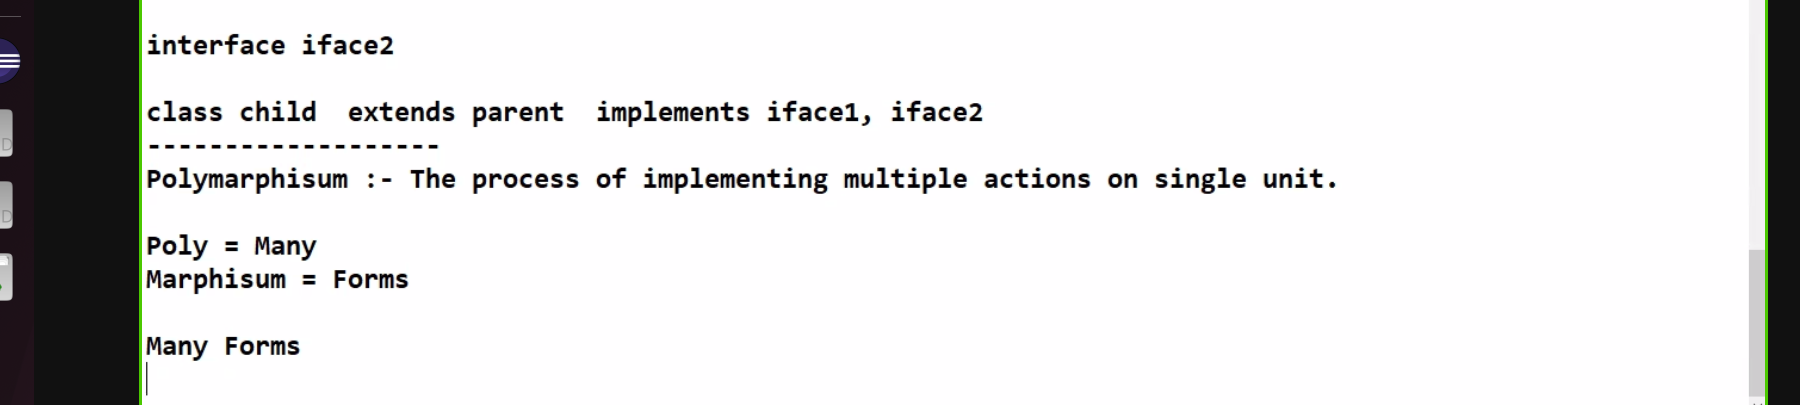 interface iface2
class child  extends parent  implements iface1, iface2
-------------------
Polymarphisum :- The process of implementing multiple actions on single unit.
Poly = Many
Marphisum = Forms
Many Forms
D
D